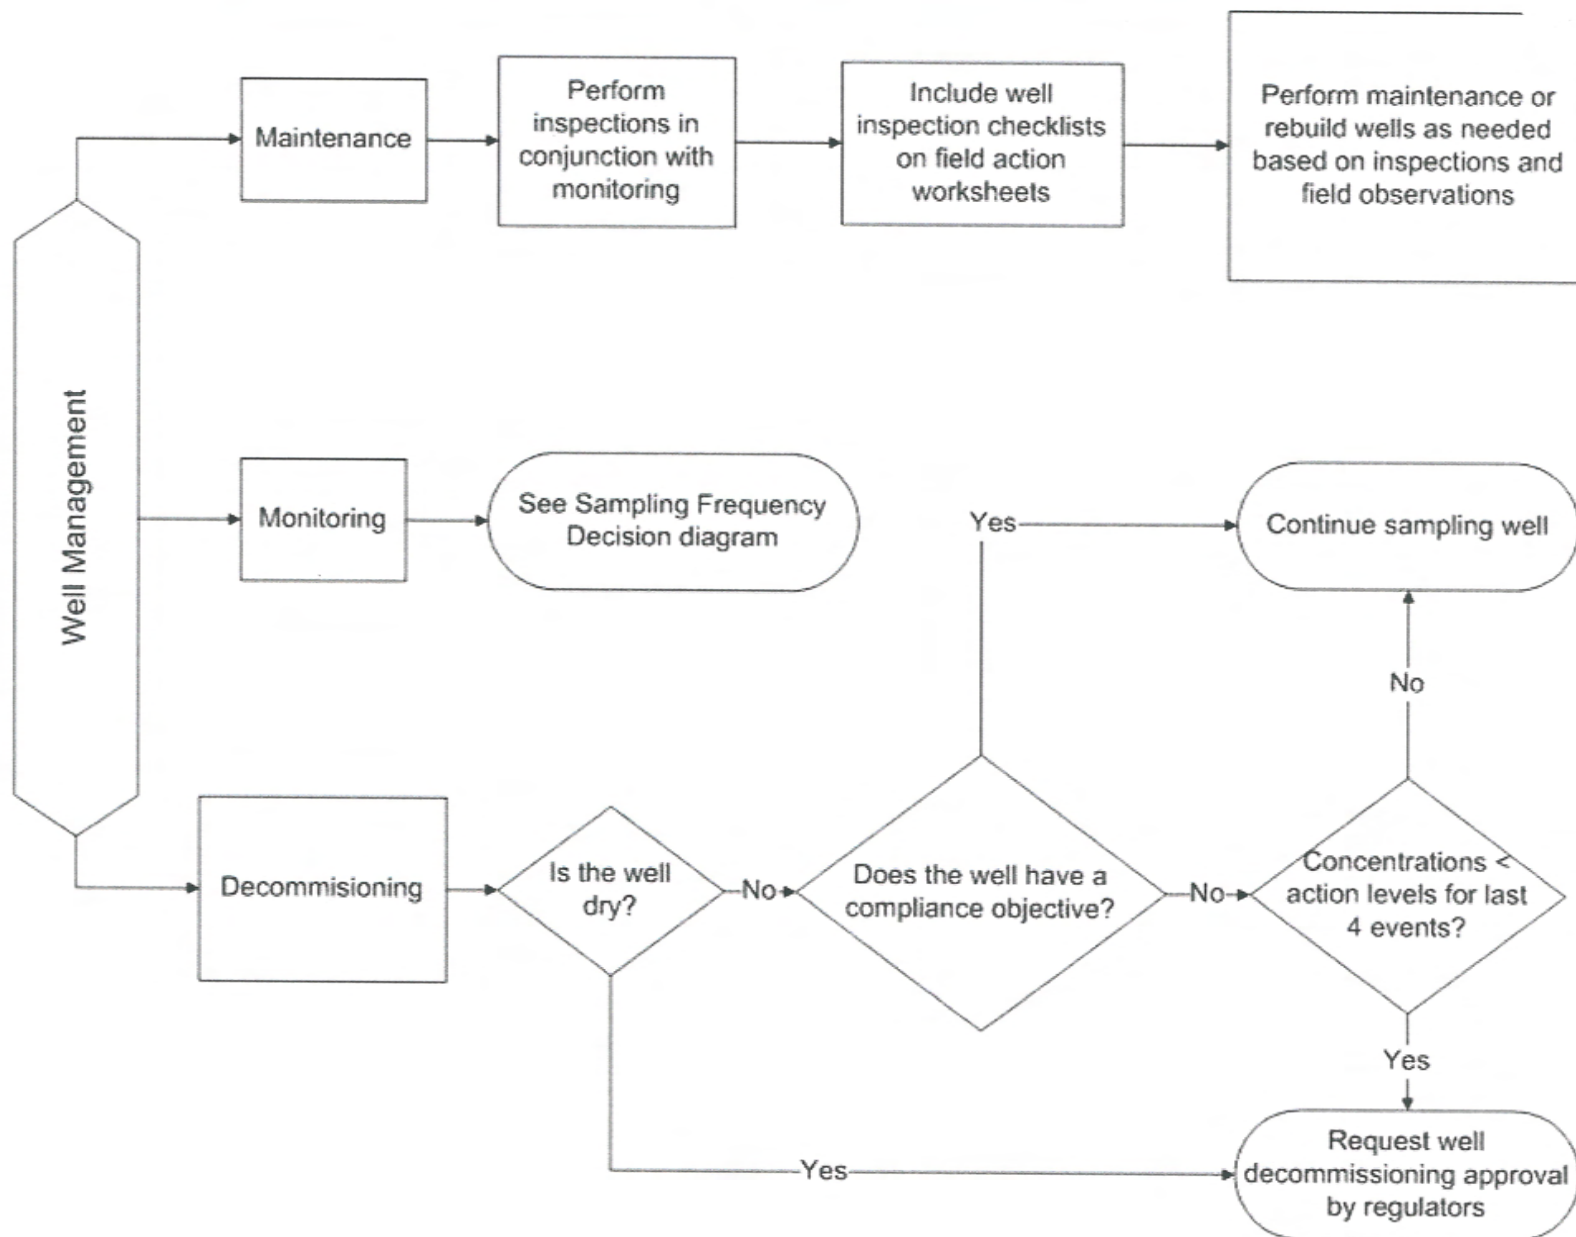 Maintenance
Perform
inspections in
conjunction with
monitoring
Include well
inspection checklists
on field action
worksheets
Perform maintenance or
rebuild wells as needed
based on inspections and
field observations
Well Management
Monitoring
See Sampling Frequency
Decision diagram
Yes
Continue sampling well
No
Decommisioning
Is the well
dry?
No
Does the well have a
compliance objective?
No
Concentrations <
action levels for last
4 events?
Yes
Yes
Request well
decommissioning approval
by regulators